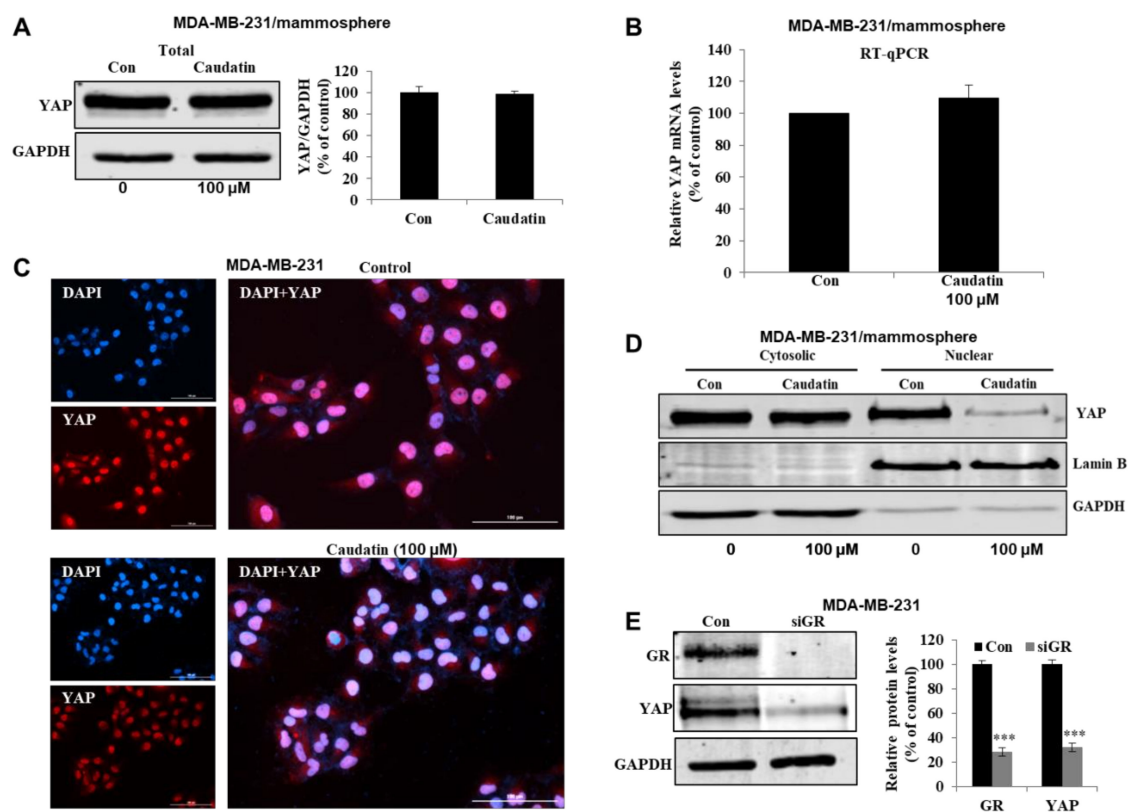 A
MDA-MB-231/mammosphere
Total
Con Caudatin
YAP
GAPDH
0 100 µM
YAP/GAPDH
(% of control)
120
100
80
60
40
20
0
Con Caudatin
B
MDA-MB-231/mammosphere
RT-qPCR
Relative YAP mRNA levels
(% of control)
140
120
100
80
60
40
20
0
Con Caudatin
100 µM
C
MDA-MB-231 Control
DAPI
YAP
DAPI+YAP
100 µm
Caudatin (100 µM)
DAPI
YAP
DAPI+YAP
100 µm
D
MDA-MB-231/mammosphere
Cytosolic Nuclear
Con Caudatin Con Caudatin
YAP
Lamin B
GAPDH
0 100 µM 0 100 µM
E
MDA-MB-231
Con siGR
GR
YAP
GAPDH
Relative protein levels
(% of control)
120
100
80
60
40
20
0
Con siGR
*** ***
GR YAP